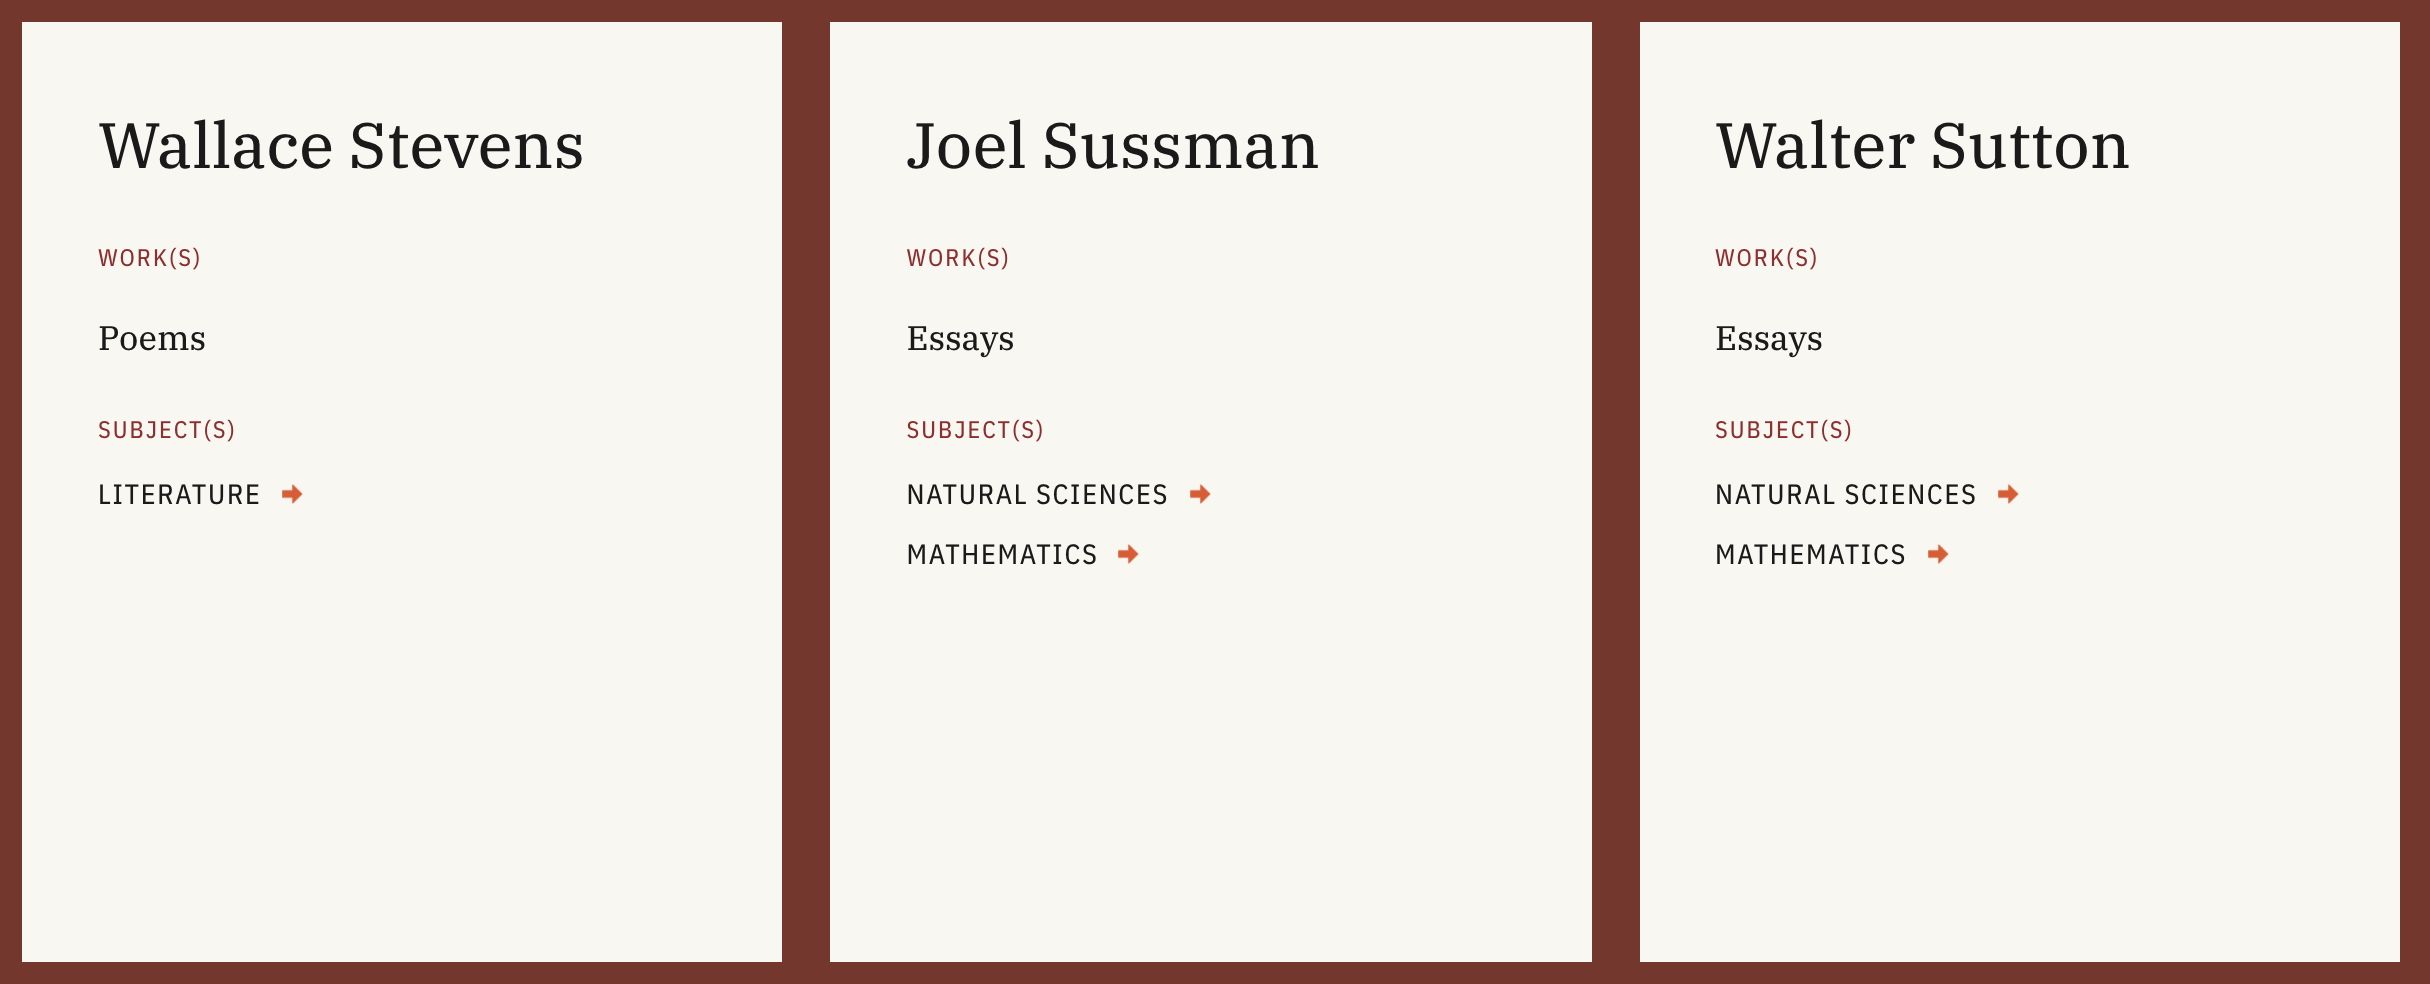 Wallace Stevens
WORK(S)
Poems
SUBJECT(S)
LITERATURE
Joel Sussman
WORK(S)
Essays
SUBJECT(S)
NATURAL SCIENCES
MATHEMATICS
Walter Sutton
WORK(S)
Essays
SUBJECT(S)
NATURAL SCIENCES
MATHEMATICS